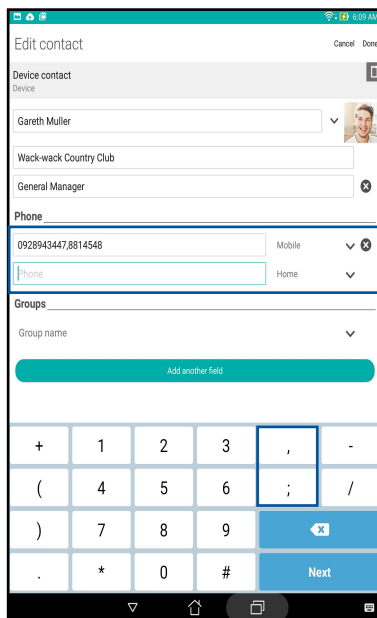 6:09 AM
Edit contact
Cancel Done
Device contact
Device
Gareth Muller
Wack-wack Country Club
General Manager
Phone
0928943447,8814548 Mobile
Phone Home
Groups
Group name
Add another field
+ 1 2 3 , -
( 4 5 6 ; /
) 7 8 9
. * 0 # Next